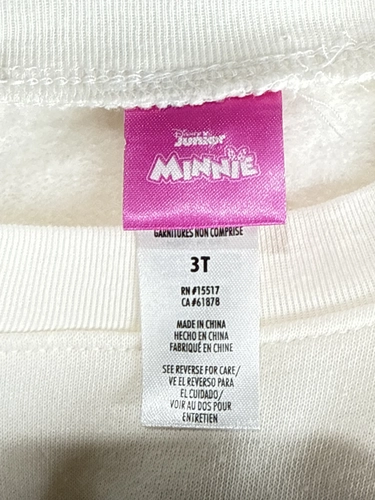 Disney
Junior
MINNIE
GARNITURES NON COMPRISE
3T
RN #15517
CA #61878
MADE IN CHINA
HECHO EN CHINA
FABRIQUÉ EN CHINE
SEE REVERSE FOR CARE/
VE EL REVERSO PARA
EL CUIDADO/
VOIR AU DOS POUR
ENTRETIEN